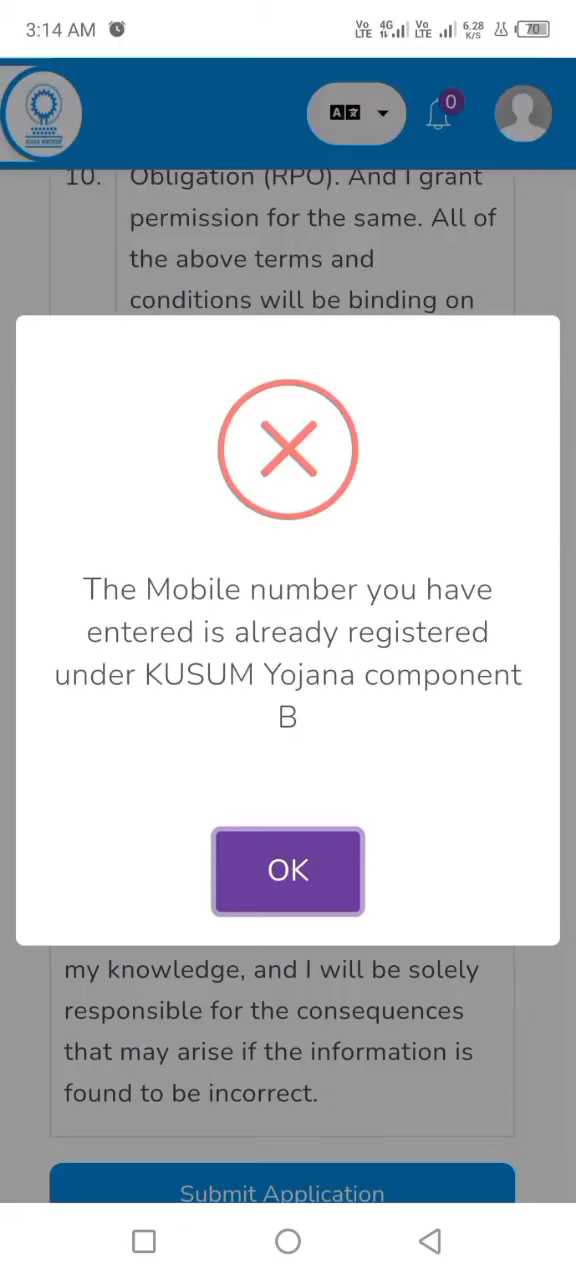 3:14 AM
Vo LTE 4G Vo LTE 6.28 K/S 70
A 0
10. Obligation (RPO). And I grant
permission for the same. All of
the above terms and
conditions will be binding on
The Mobile number you have
entered is already registered
under KUSUM Yojana component
B
OK
my knowledge, and I will be solely
responsible for the consequences
that may arise if the information is
found to be incorrect.
Submit Application